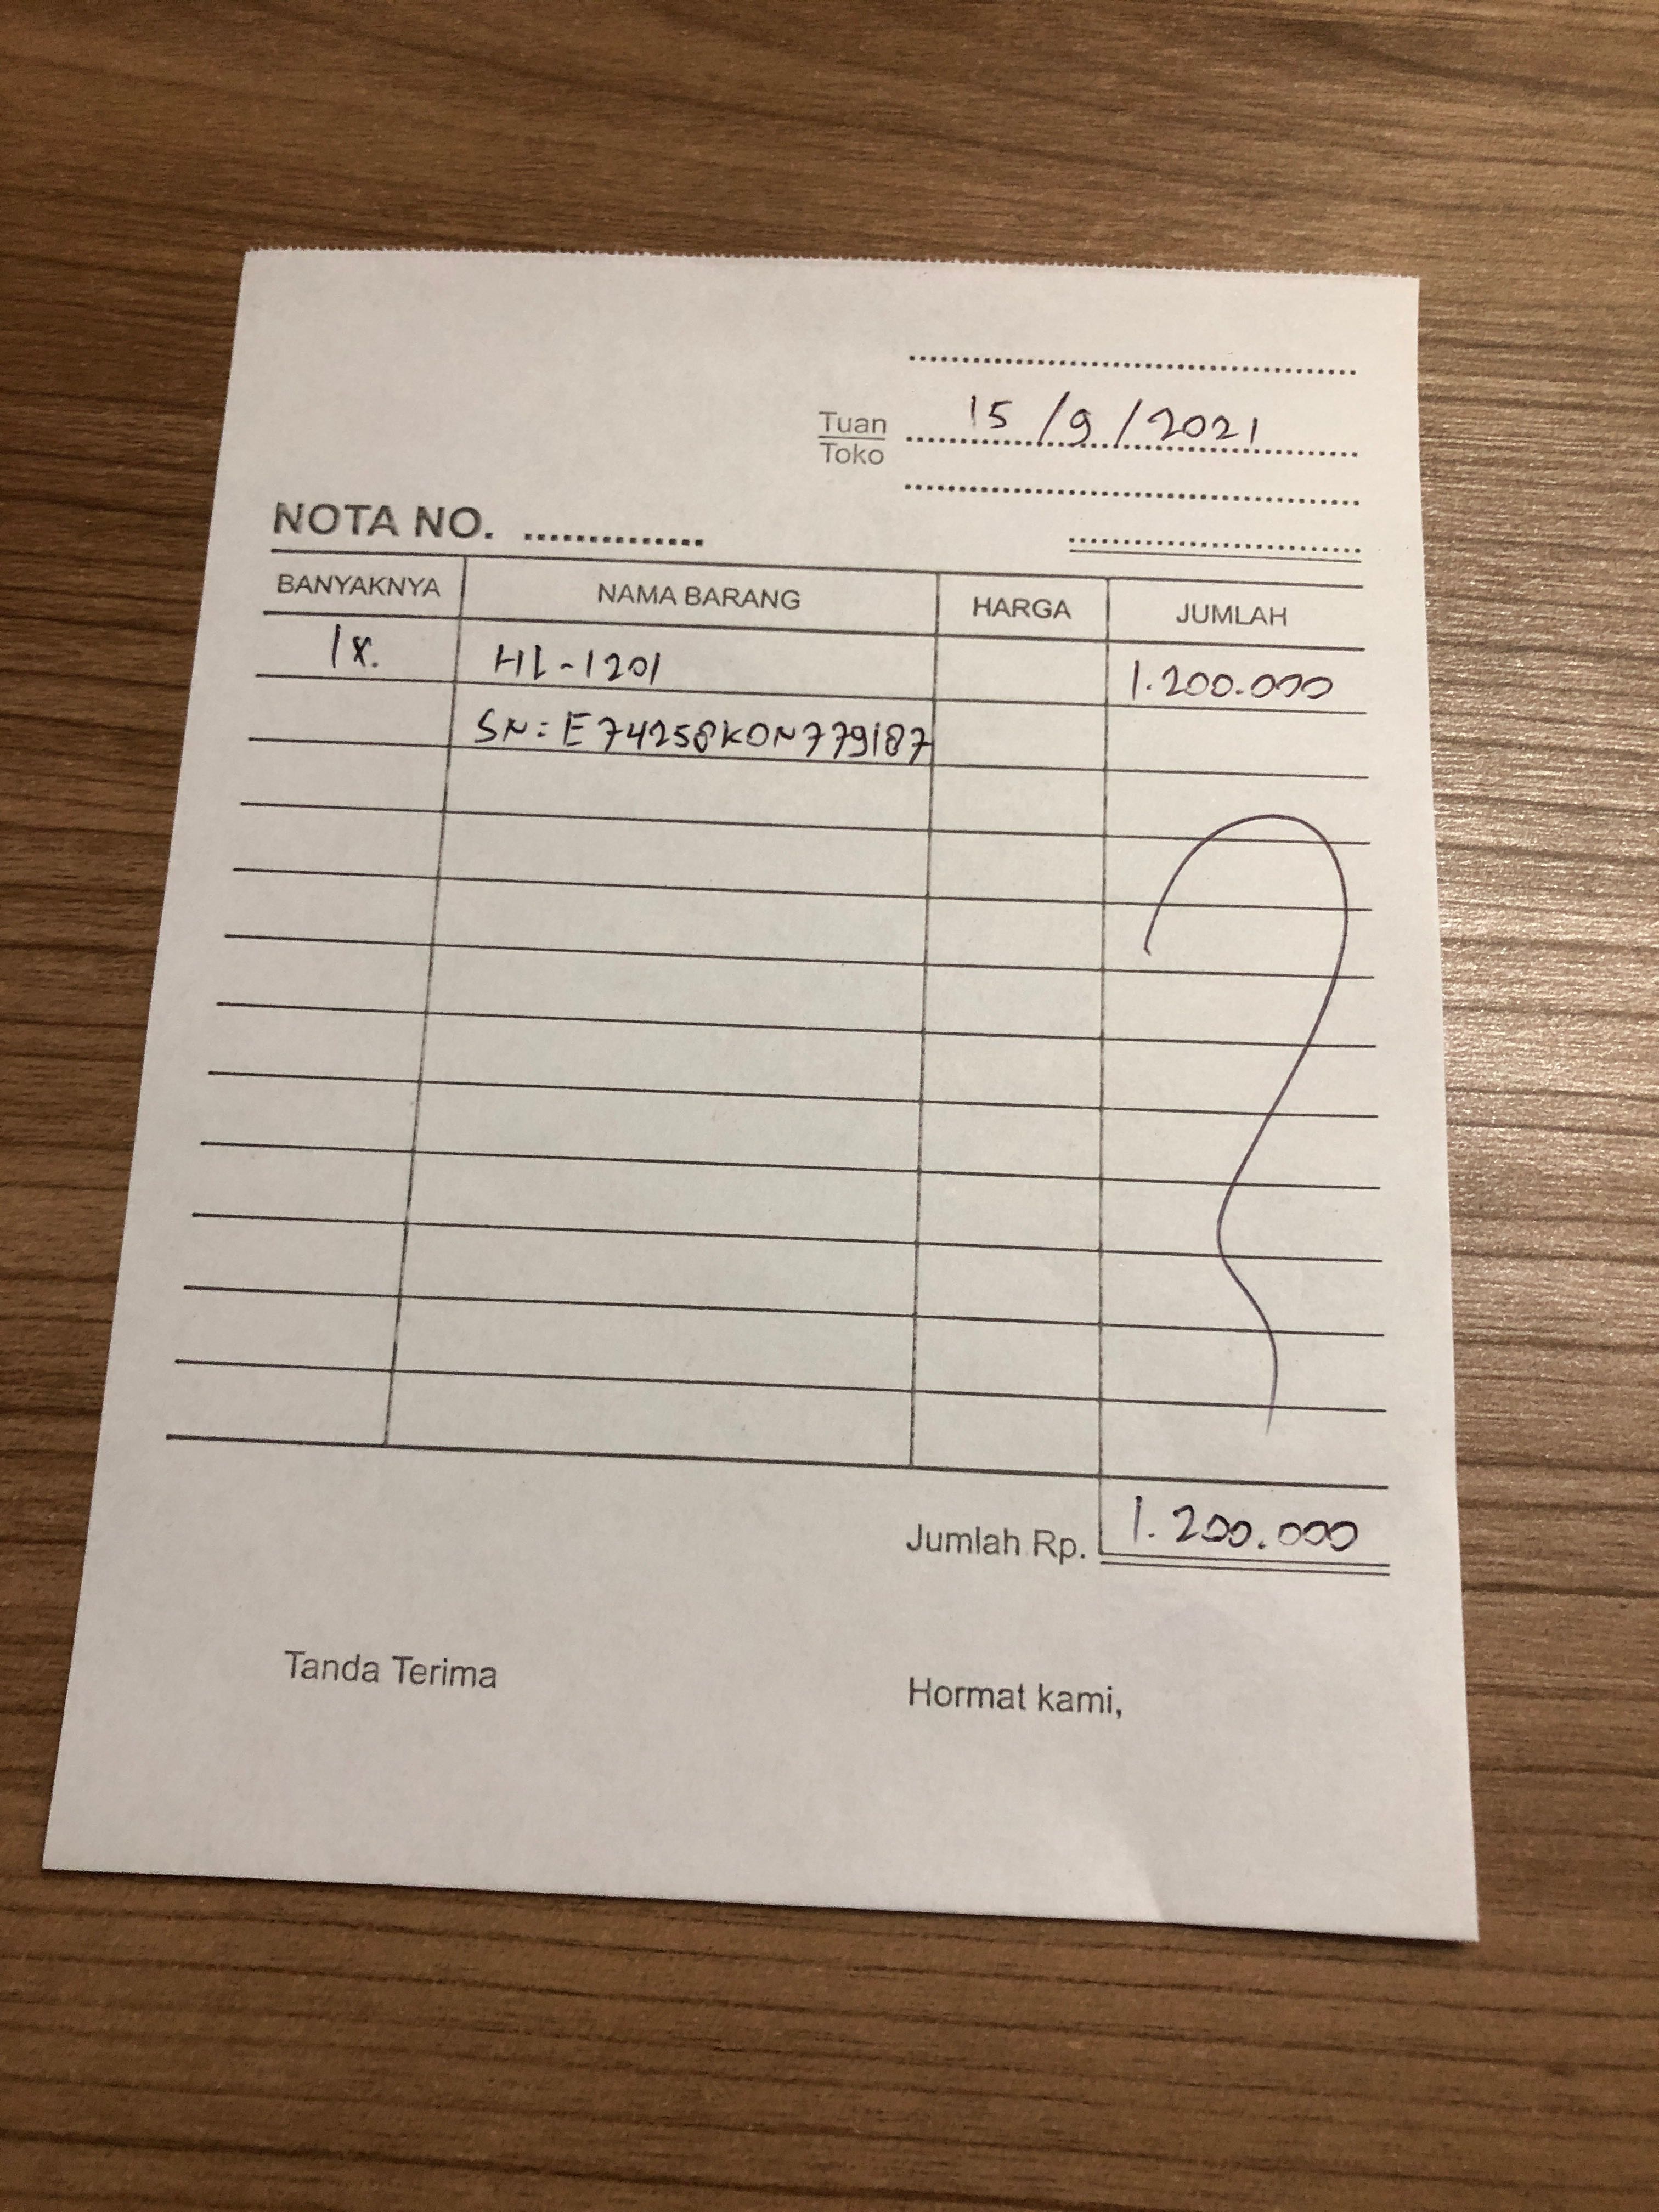 15/9/2021
Tuan
Toko
NOTA NO. ..............
BANYAKNYA NAMA BARANG HARGA JUMLAH
1x. HL-1201 1.200.000
SN: E74258K0N779187
Jumlah Rp. 1.200.000
Tanda Terima Hormat kami,